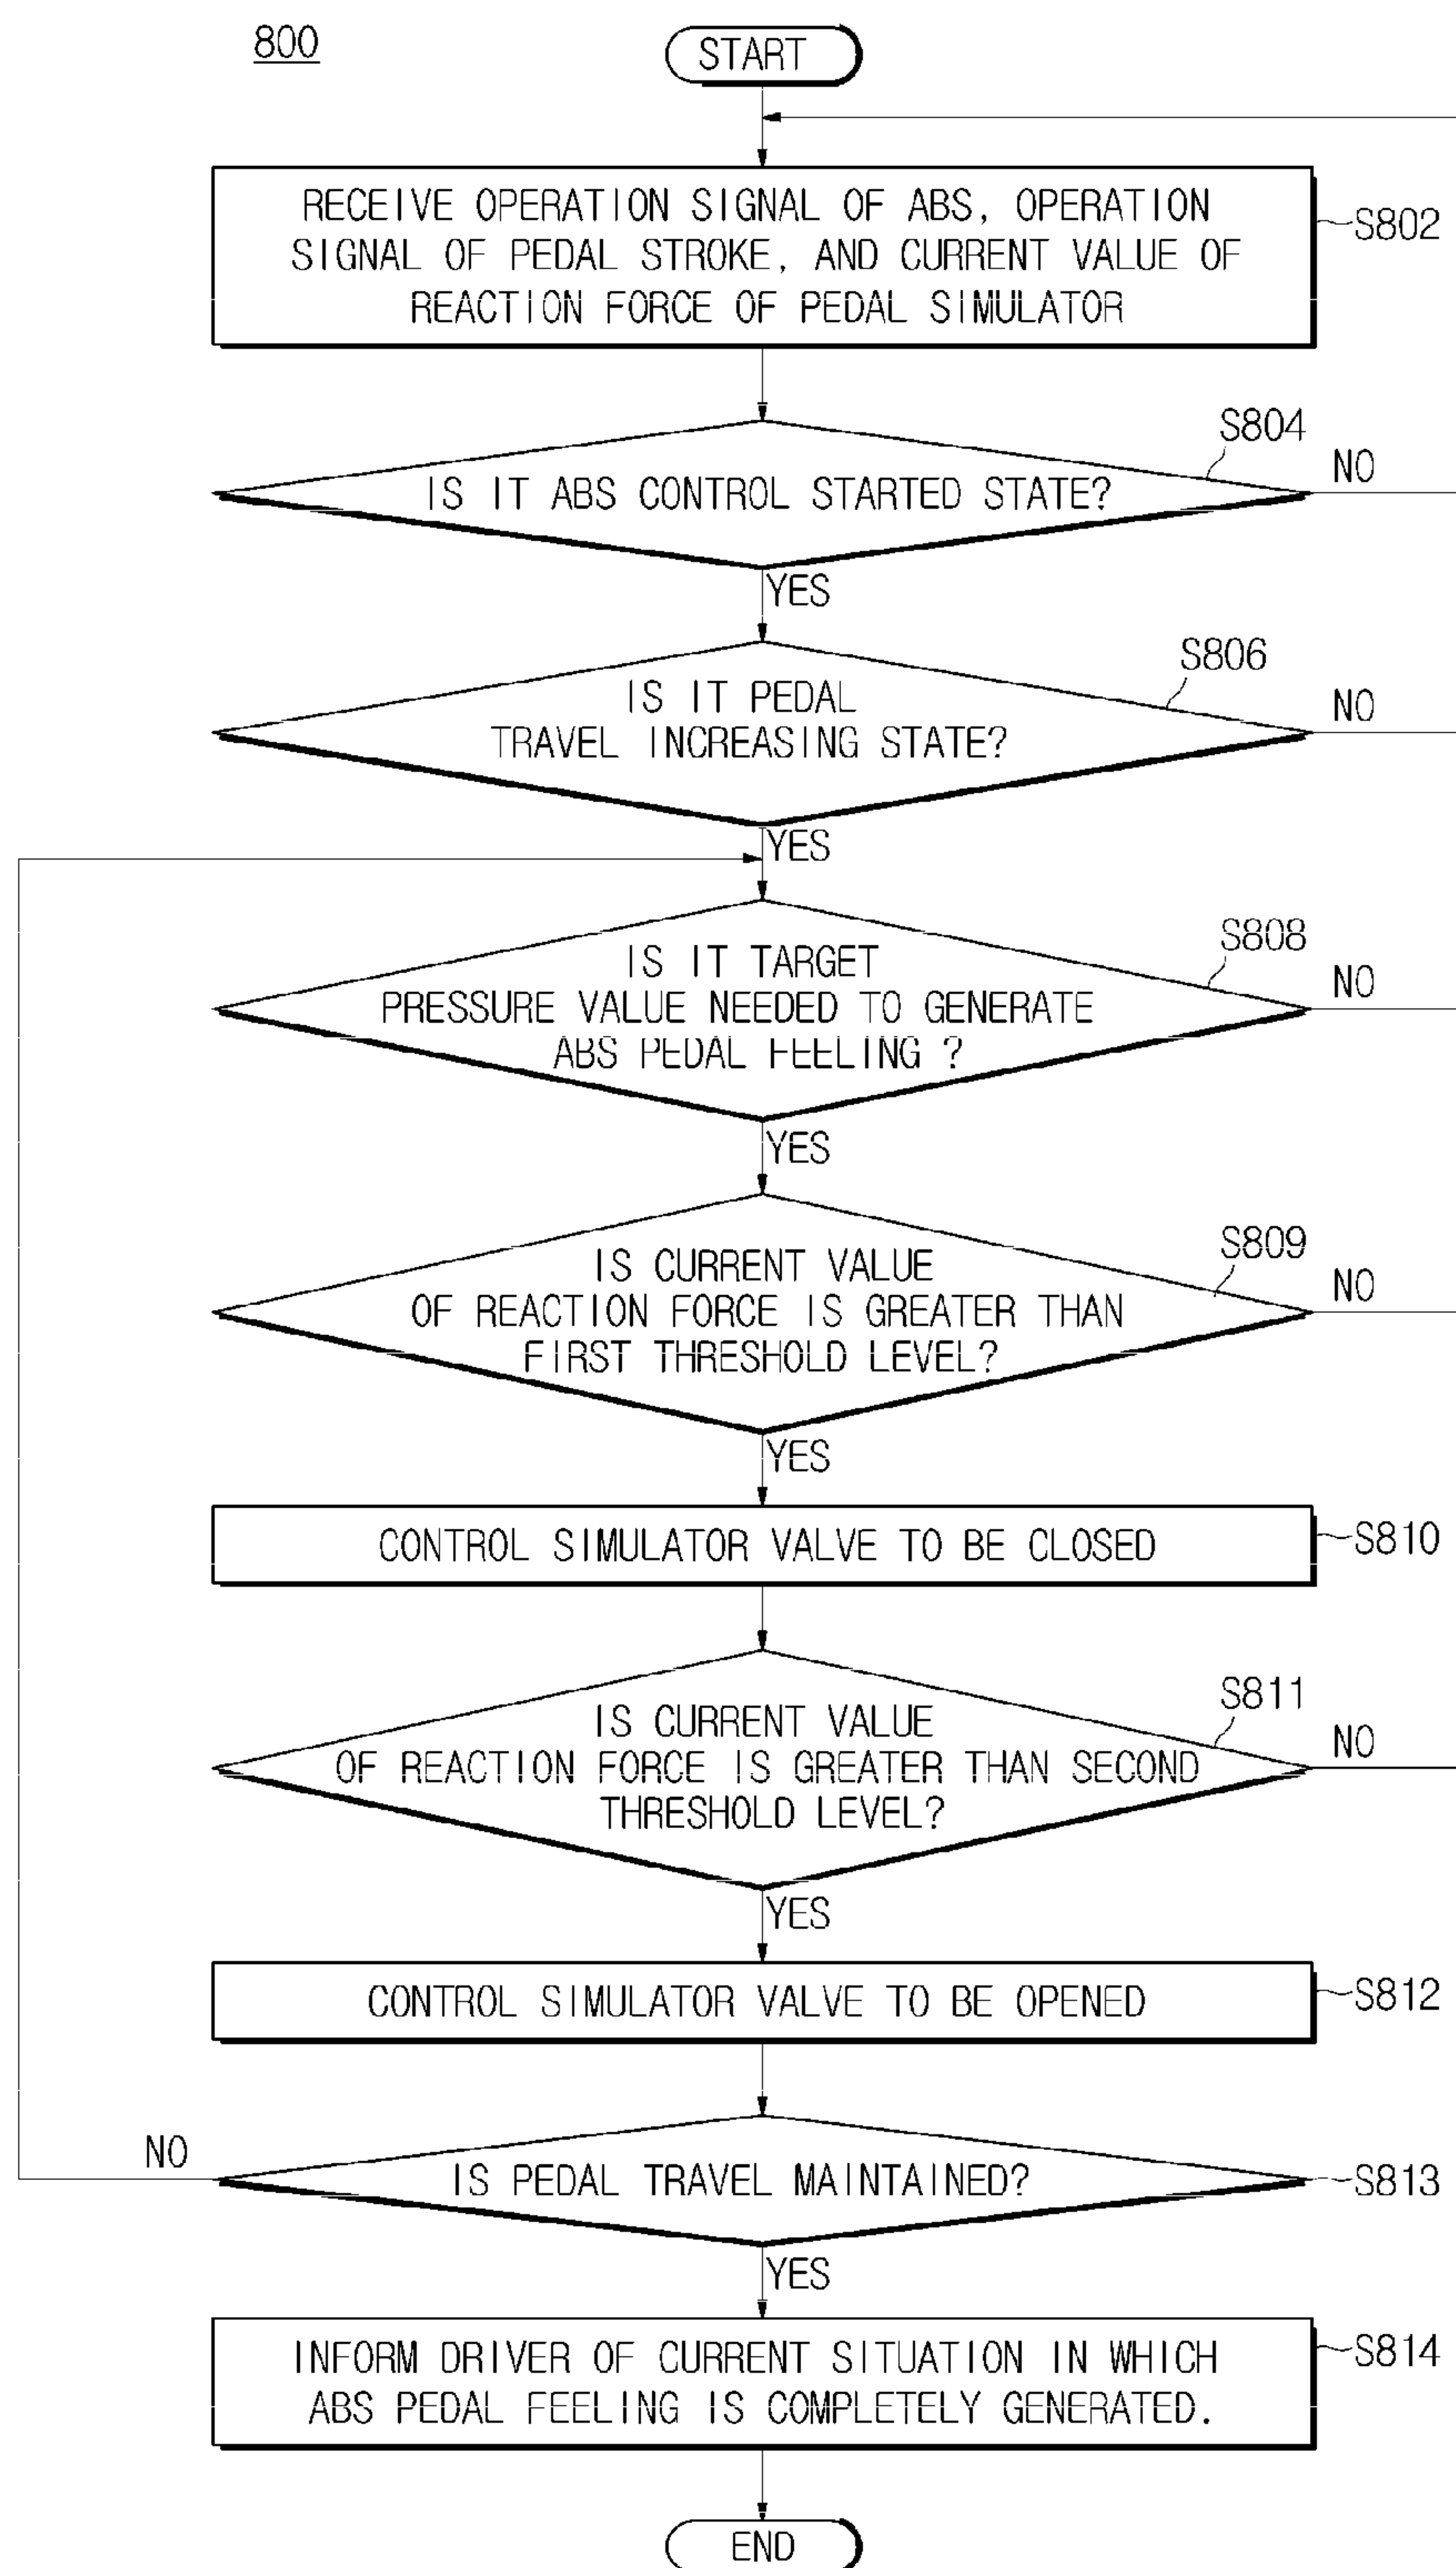 800
START
RECEIVE OPERATION SIGNAL OF ABS, OPERATION
SIGNAL OF PEDAL STROKE, AND CURRENT VALUE OF
REACTION FORCE OF PEDAL SIMULATOR
S802
S804
IS IT ABS CONTROL STARTED STATE?
NO
YES
S806
IS IT PEDAL
TRAVEL INCREASING STATE?
NO
YES
S808
IS IT TARGET
PRESSURE VALUE NEEDED TO GENERATE
ABS PEDAL FEELING ?
NO
YES
S809
IS CURRENT VALUE
OF REACTION FORCE IS GREATER THAN
FIRST THRESHOLD LEVEL?
NO
YES
CONTROL SIMULATOR VALVE TO BE CLOSED
S810
S811
IS CURRENT VALUE
OF REACTION FORCE IS GREATER THAN SECOND
THRESHOLD LEVEL?
NO
YES
CONTROL SIMULATOR VALVE TO BE OPENED
S812
NO
IS PEDAL TRAVEL MAINTAINED?
S813
YES
INFORM DRIVER OF CURRENT SITUATION IN WHICH
ABS PEDAL FEELING IS COMPLETELY GENERATED.
S814
END